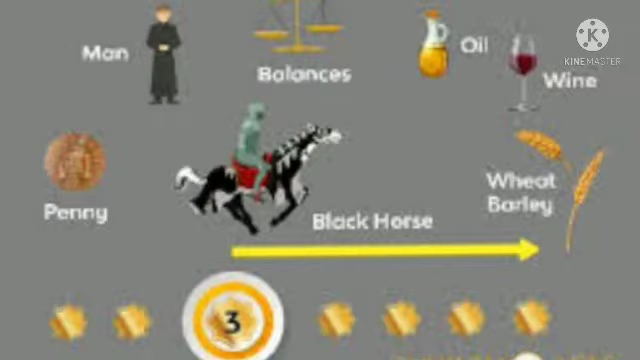 Man
Balances
Oil
Wine
KINEMASTER
Penny
Black Horse
Wheat
Barley
3